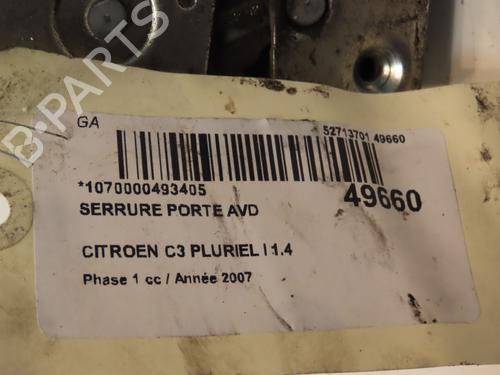 B-PARTS
GA
52713701 49660
*1070000493405
49660
SERRURE PORTE AVD
CITROEN C3 PLURIEL I 1.4
Phase 1 cc / Année 2007